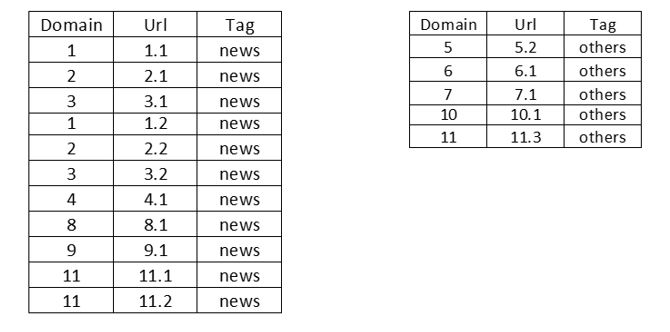 Domain Url Tag
1 1.1 news
2 2.1 news
3 3.1 news
1 1.2 news
2 2.2 news
3 3.2 news
4 4.1 news
8 8.1 news
9 9.1 news
11 11.1 news
11 11.2 news
Domain Url Tag
5 5.2 others
6 6.1 others
7 7.1 others
10 10.1 others
11 11.3 others